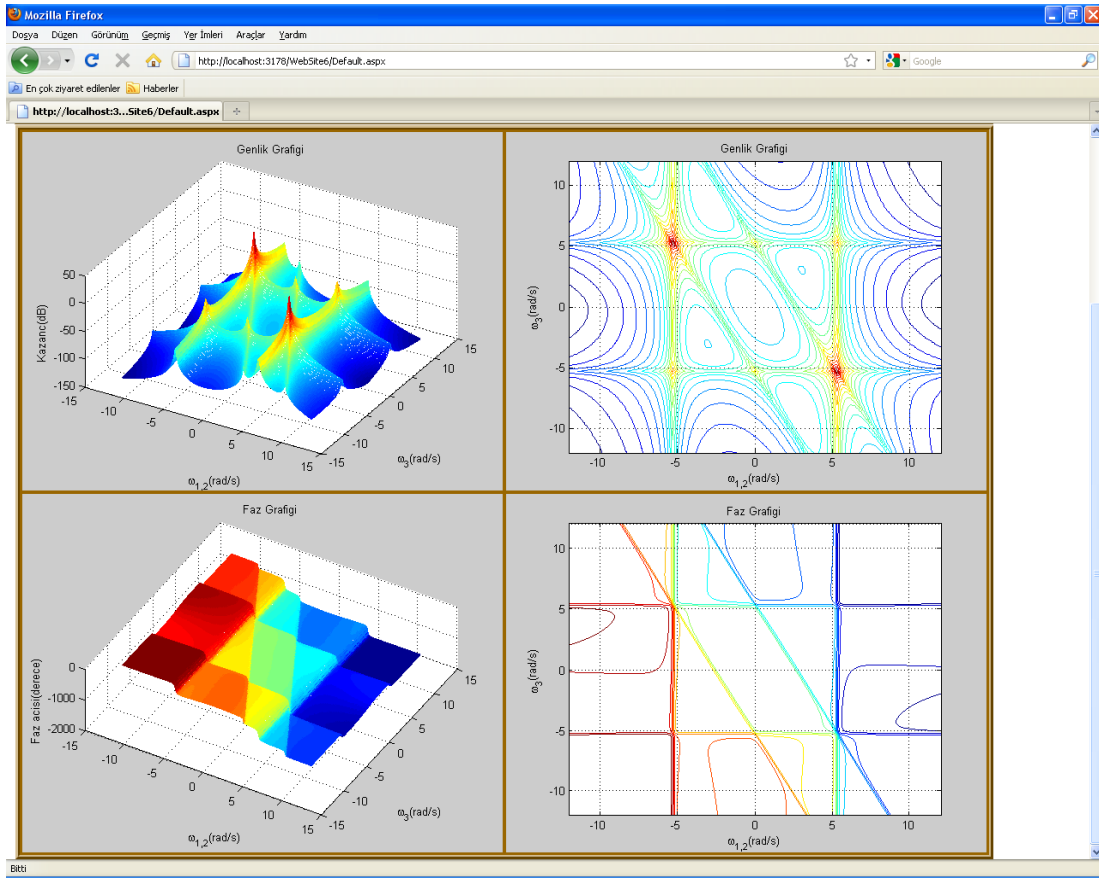 Mozilla Firefox
Dosya Düzen Görünüm Geçmiş Yer İmleri Araçlar Yardım
http://localhost:3178/WebSite6/Default.aspx
Google
En çok ziyaret edilenler Haberler
http://localhost:3...Site6/Default.aspx
Genlik Grafigi
50
0
-50
-100
-150
Kazanc(dB)
-15
-10
-5
0
5
10
15
ω1,2(rad/s)
-15
-10
-5
0
5
10
15
ω3(rad/s)
Genlik Grafigi
10
5
0
-5
-10
ω3(rad/s)
-10
-5
0
5
10
ω1,2(rad/s)
Faz Grafigi
0
-1000
-2000
Faz acisi(derece)
-15
-10
-5
0
5
10
15
ω1,2(rad/s)
-15
-10
-5
0
5
10
15
ω3(rad/s)
Faz Grafigi
10
5
0
-5
-10
ω3(rad/s)
-10
-5
0
5
10
ω1,2(rad/s)
Bitti